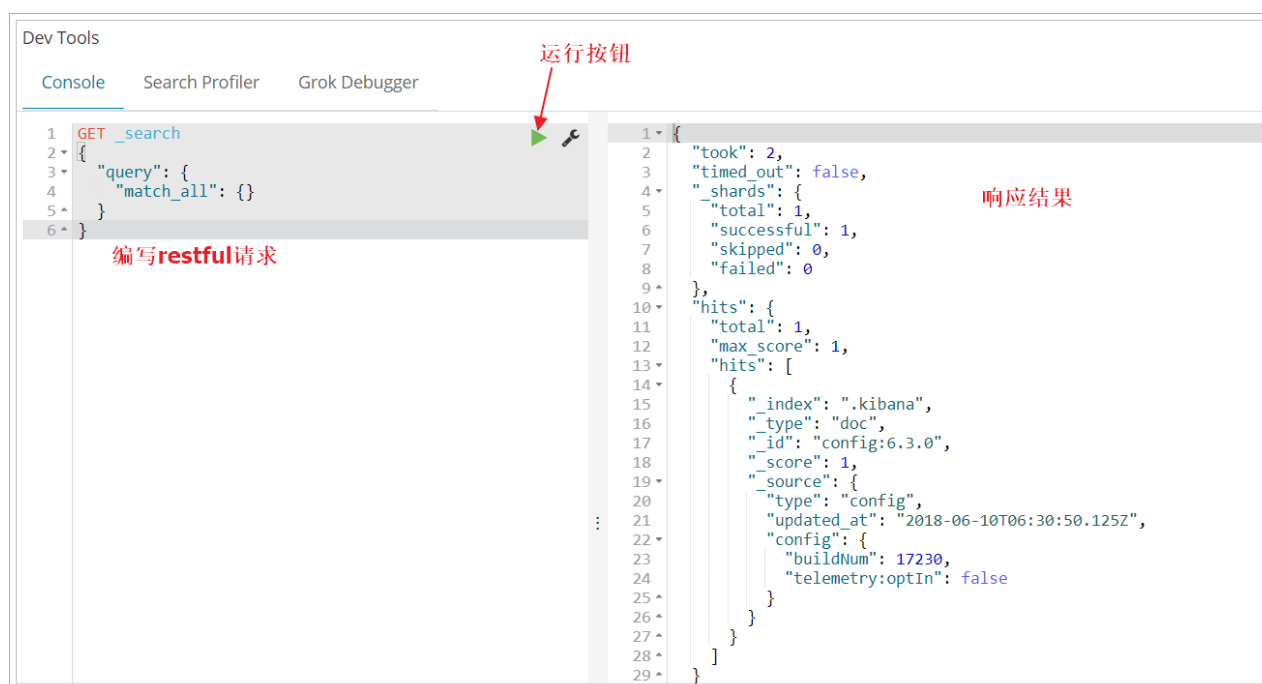 Dev Tools
运行按钮
Console Search Profiler Grok Debugger
1 GET _search
2 {
3 "query": {
4 "match_all": {}
5 }
6 }
编写restful请求
1 {
2 "took": 2,
3 "timed_out": false,
4 "_shards": {
5 "total": 1,
6 "successful": 1,
7 "skipped": 0,
8 "failed": 0
9 },
10 "hits": {
11 "total": 1,
12 "max_score": 1,
13 "hits": [
14 {
15 "_index": ".kibana",
16 "_type": "doc",
17 "_id": "config:6.3.0",
18 "_score": 1,
19 "_source": {
20 "type": "config",
21 "updated_at": "2018-06-10T06:30:50.125Z",
22 "config": {
23 "buildNum": 17230,
24 "telemetry:optIn": false
25 }
26 }
27 }
28 ]
29 }
响应结果